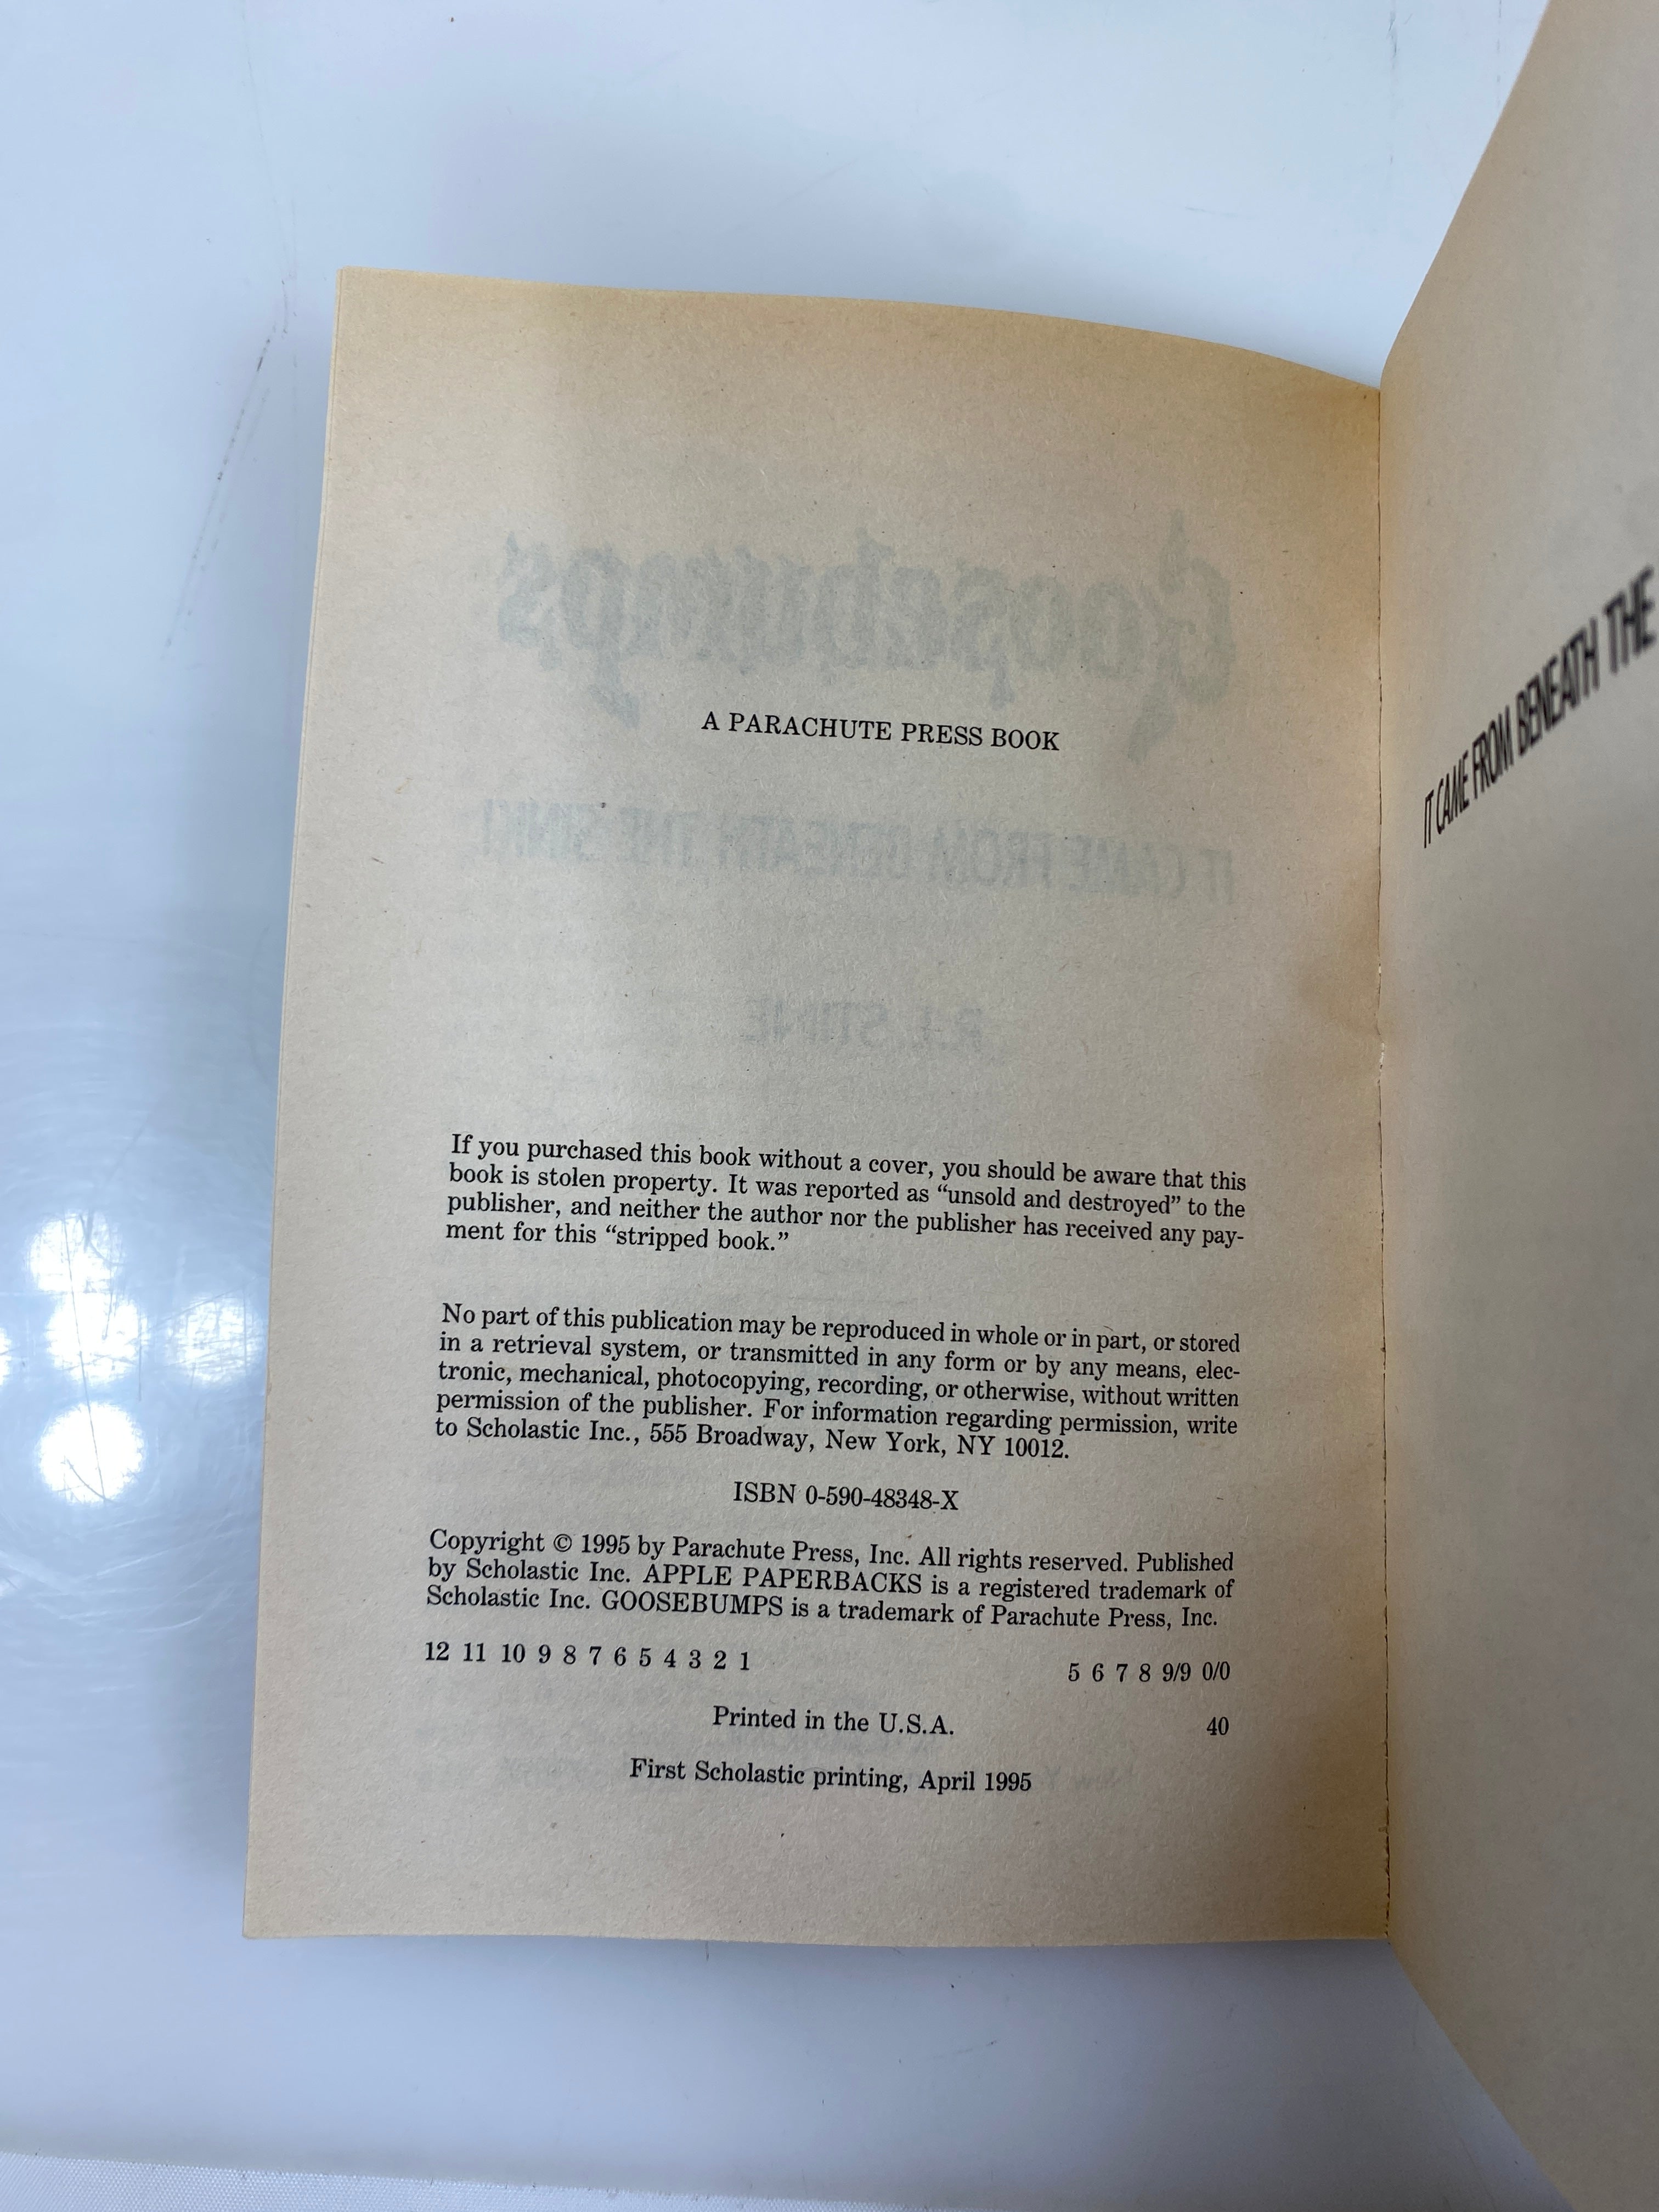 A PARACHUTE PRESS BOOK
If you purchased this book without a cover, you should be aware that this
book is stolen property. It was reported as “unsold and destroyed” to the
publisher, and neither the author nor the publisher has received any pay-
ment for this “stripped book.”
No part of this publication may be reproduced in whole or in part, or stored
in a retrieval system, or transmitted in any form or by any means, elec-
tronic, mechanical, photocopying, recording, or otherwise, without written
permission of the publisher. For information regarding permission, write
to Scholastic Inc., 555 Broadway, New York, NY 10012.
ISBN 0-590-48348-X
Copyright © 1995 by Parachute Press, Inc. All rights reserved. Published
by Scholastic Inc. APPLE PAPERBACKS is a registered trademark of
Scholastic Inc. GOOSEBUMPS is a trademark of Parachute Press, Inc.
12 11 10 9 8 7 6 5 4 3 2 1 5 6 7 8 9/9 0/0
Printed in the U.S.A. 40
First Scholastic printing, April 1995
IT CAME FROM BENEATH THE
Goosebumps
IT CAME FROM BENEATH THE SINK!
R.L. STINE